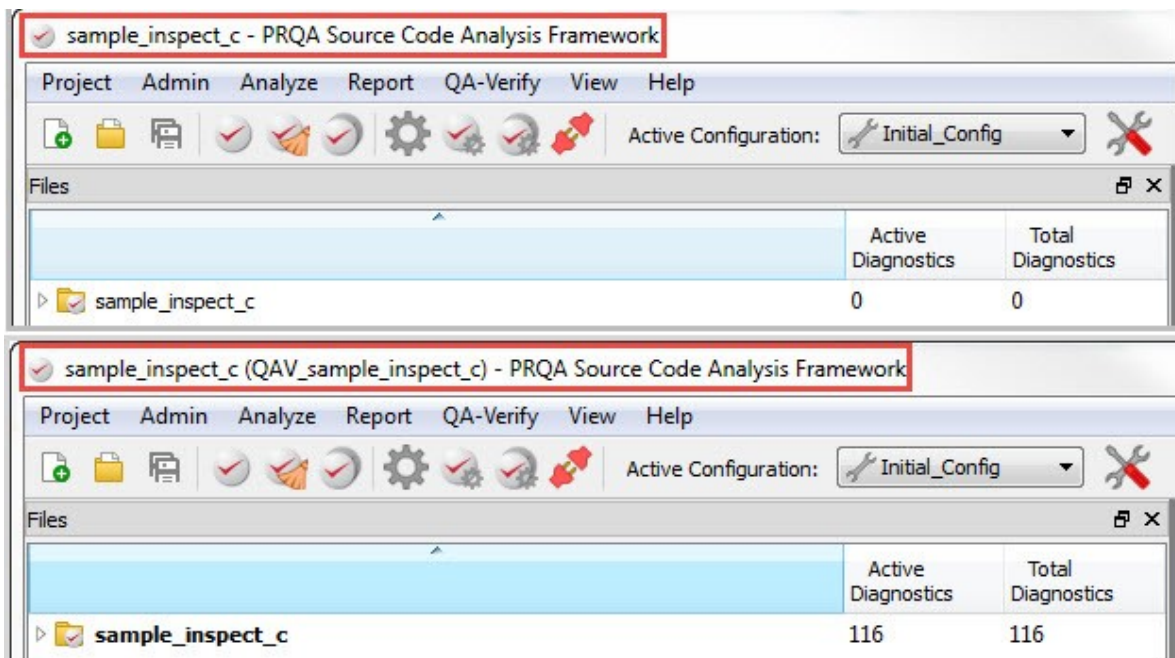 sample_inspect_c - PRQA Source Code Analysis Framework
Project Admin Analyze Report QA-Verify View Help
Active Configuration: Initial_Config
Files
Active Diagnostics Total Diagnostics
sample_inspect_c 0 0
sample_inspect_c (QAV_sample_inspect_c) - PRQA Source Code Analysis Framework
Project Admin Analyze Report QA-Verify View Help
Active Configuration: Initial_Config
Files
Active Diagnostics Total Diagnostics
sample_inspect_c 116 116